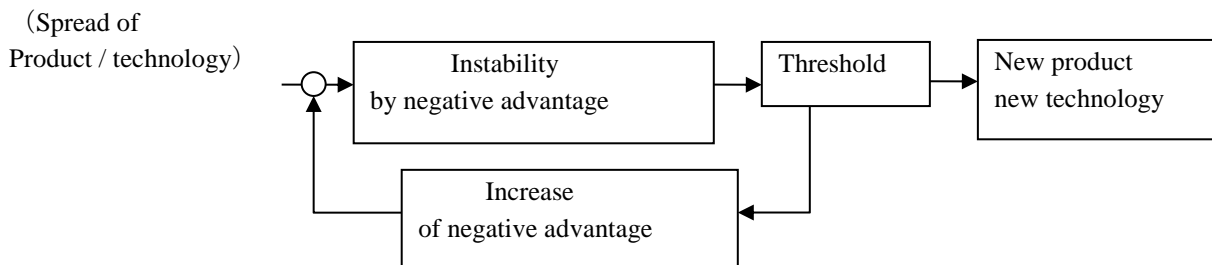 （Spread of
Product / technology）
Instability
by negative advantage
Threshold
New product
new technology
Increase
of negative advantage